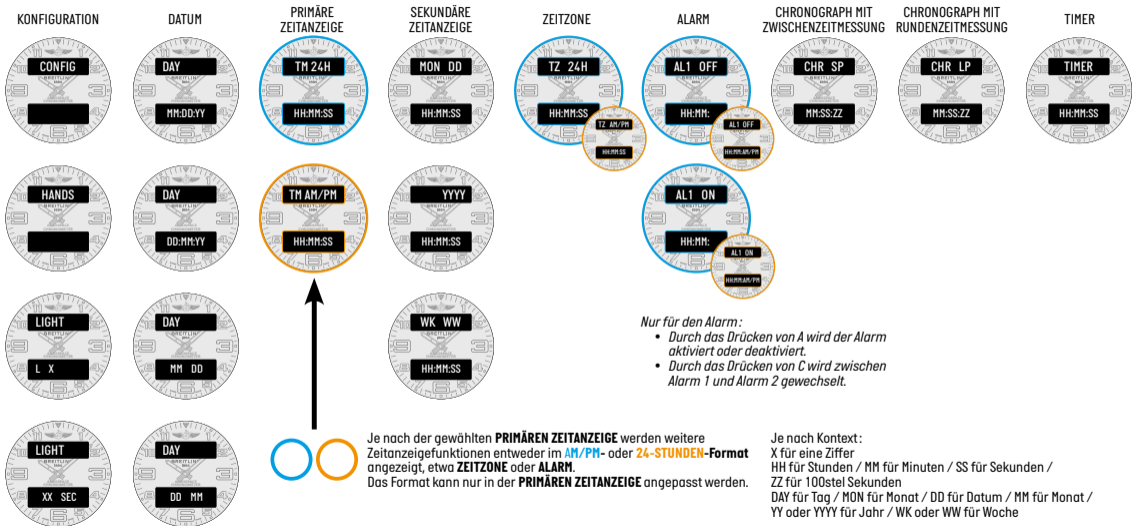 KONFIGURATION
DATUM
PRIMÄRE
ZEITANZEIGE
SEKUNDÄRE
ZEITANZEIGE
ZEITZONE
ALARM
CHRONOGRAPH MIT
ZWISCHENZEITMESSUNG
CHRONOGRAPH MIT
RUNDENZEITMESSUNG
TIMER
CONFIG
DAY
MM:DD:YY
TM 24H
HH:MM:SS
MON DD
HH:MM:SS
TZ 24H
HH:MM:SS
TZ AM/PM
HH:MM:SS
AL1 OFF
HH:MM:
AL1 OFF
HH:MM:AM/PM
CHR SP
MM:SS:ZZ
CHR LP
MM:SS:ZZ
TIMER
HH:MM:SS
HANDS
DAY
DD:MM:YY
TM AM/PM
HH:MM:SS
YYYY
HH:MM:SS
AL1 ON
HH:MM:
AL1 ON
HH:MM:AM/PM
LIGHT
L X
DAY
MM DD
WK WW
HH:MM:SS
Nur für den Alarm:
• Durch das Drücken von A wird der Alarm
aktiviert oder deaktiviert.
• Durch das Drücken von C wird zwischen
Alarm 1 und Alarm 2 gewechselt.
LIGHT
XX SEC
DAY
DD MM
Je nach der gewählten PRIMÄREN ZEITANZEIGE werden weitere
Zeitanzeigefunktionen entweder im AM/PM- oder 24-STUNDEN-Format
angezeigt, etwa ZEITZONE oder ALARM.
Das Format kann nur in der PRIMÄREN ZEITANZEIGE angepasst werden.
Je nach Kontext:
X für eine Ziffer
HH für Stunden / MM für Minuten / SS für Sekunden /
ZZ für 100stel Sekunden
DAY für Tag / MON für Monat / DD für Datum / MM für Monat /
YY oder YYYY für Jahr / WK oder WW für Woche